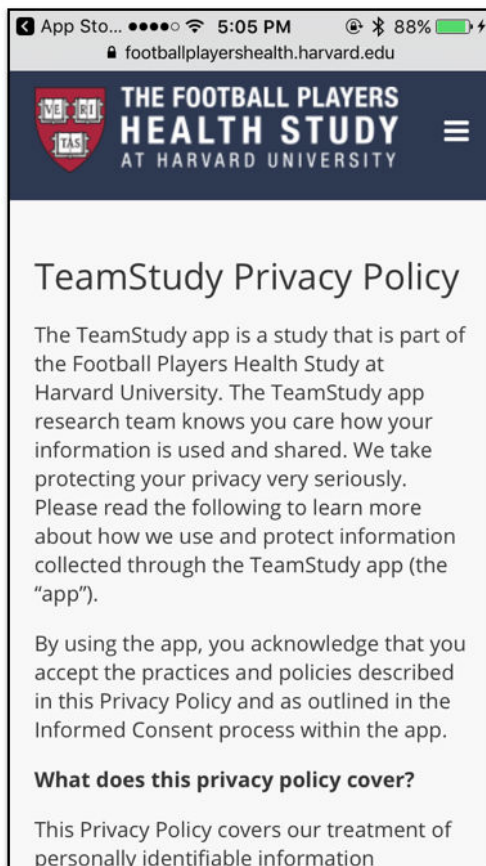 App Sto... 5:05 PM 88%
footballplayershealth.harvard.edu
VE RI
TAS
THE FOOTBALL PLAYERS
HEALTH STUDY
AT HARVARD UNIVERSITY
TeamStudy Privacy Policy
The TeamStudy app is a study that is part of
the Football Players Health Study at
Harvard University. The TeamStudy app
research team knows you care how your
information is used and shared. We take
protecting your privacy very seriously.
Please read the following to learn more
about how we use and protect information
collected through the TeamStudy app (the
“app”).
By using the app, you acknowledge that you
accept the practices and policies described
in this Privacy Policy and as outlined in the
Informed Consent process within the app.
What does this privacy policy cover?
This Privacy Policy covers our treatment of
personally identifiable information